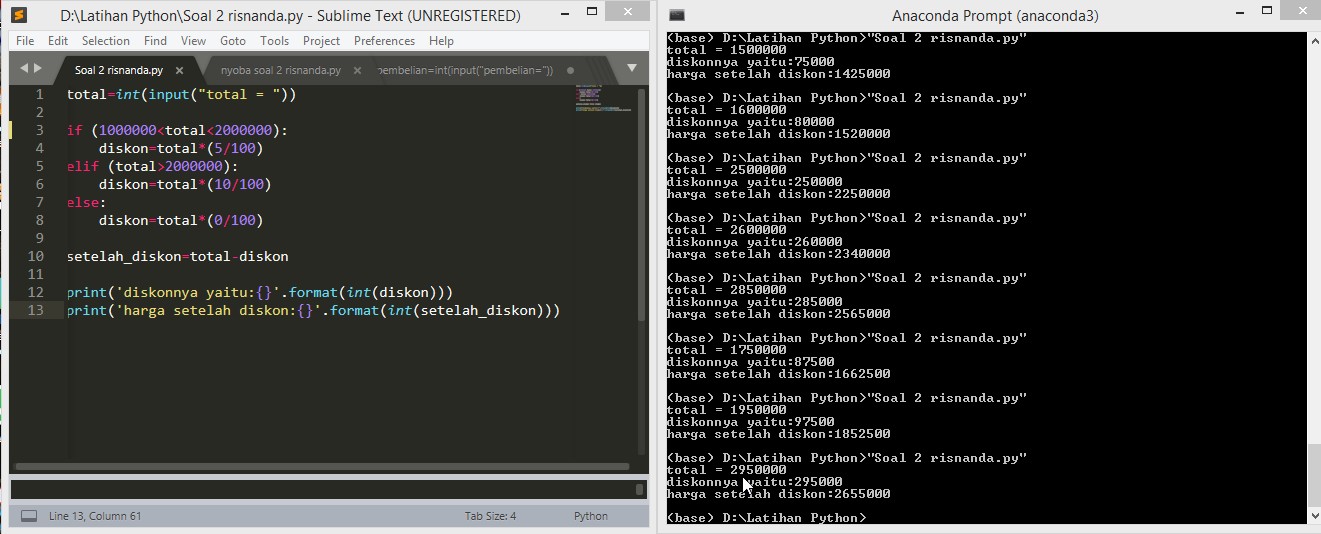 D:\Latihan Python\Soal 2 risnanda.py - Sublime Text (UNREGISTERED)
File Edit Selection Find View Goto Tools Project Preferences Help
Soal 2 risnanda.py nyoba soal 2 risnanda.py pembelian=int(input("pembelian="))
1 total=int(input("total = "))
2
3 if (1000000<total<2000000):
4 diskon=total*(5/100)
5 elif (total>2000000):
6 diskon=total*(10/100)
7 else:
8 diskon=total*(0/100)
9
10 setelah_diskon=total-diskon
11
12 print('diskonnya yaitu:{}'.format(int(diskon)))
13 print('harga setelah diskon:{}'.format(int(setelah_diskon)))
Line 13, Column 61 Tab Size: 4 Python
Anaconda Prompt (anaconda3)
(base) D:\Latihan Python>"Soal 2 risnanda.py"
total = 1500000
diskonnya yaitu:75000
harga setelah diskon:1425000
(base) D:\Latihan Python>"Soal 2 risnanda.py"
total = 1600000
diskonnya yaitu:80000
harga setelah diskon:1520000
(base) D:\Latihan Python>"Soal 2 risnanda.py"
total = 2500000
diskonnya yaitu:250000
harga setelah diskon:2250000
(base) D:\Latihan Python>"Soal 2 risnanda.py"
total = 2600000
diskonnya yaitu:260000
harga setelah diskon:2340000
(base) D:\Latihan Python>"Soal 2 risnanda.py"
total = 2850000
diskonnya yaitu:285000
harga setelah diskon:2565000
(base) D:\Latihan Python>"Soal 2 risnanda.py"
total = 1750000
diskonnya yaitu:87500
harga setelah diskon:1662500
(base) D:\Latihan Python>"Soal 2 risnanda.py"
total = 1950000
diskonnya yaitu:97500
harga setelah diskon:1852500
(base) D:\Latihan Python>"Soal 2 risnanda.py"
total = 2950000
diskonnya yaitu:295000
harga setelah diskon:2655000
(base) D:\Latihan Python>